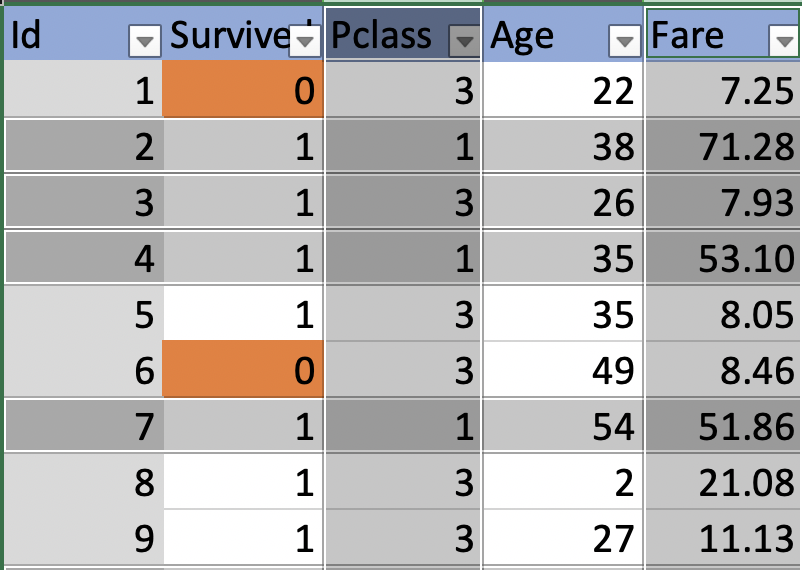 Id Survived Pclass Age Fare
1 0 3 22 7.25
2 1 1 38 71.28
3 1 3 26 7.93
4 1 1 35 53.10
5 1 3 35 8.05
6 0 3 49 8.46
7 1 1 54 51.86
8 1 3 2 21.08
9 1 3 27 11.13